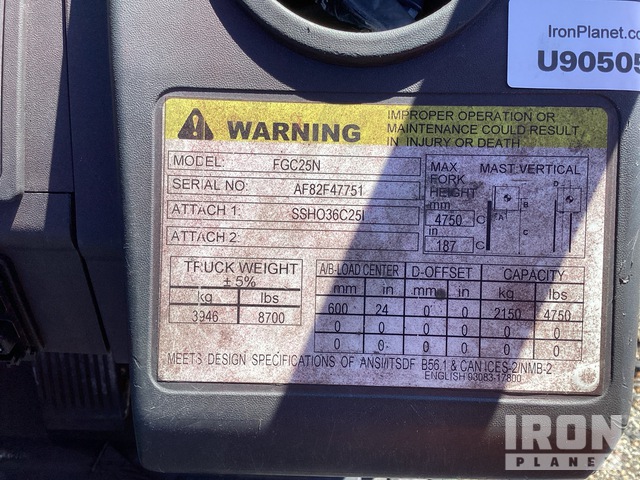 IronPlanet.co
U90505
WARNING
IMPROPER OPERATION OR
MAINTENANCE COULD RESULT
IN INJURY OR DEATH
MODEL: FGC25N
SERIAL NO: AF82F47751
ATTACH 1: SSHO36C25
ATTACH 2:
MAX FORK HEIGHT
MAST:VERTICAL
mm
4750
in
187
A
B
C
C
D
TRUCK WEIGHT
± 5%
kg lbs
3946 8700
A/B-LOAD CENTER D-OFFSET CAPACITY
mm in mm in kg lbs
600 24 0 0 2150 4750
0 0 0 0 0 0
0 0 0 0 0 0
MEETS DESIGN SPECIFICATIONS OF ANSI/ITSDF B56.1 & CAN ICES-2/NMB-2
ENGLISH 93083-17800
IRON
PLANET